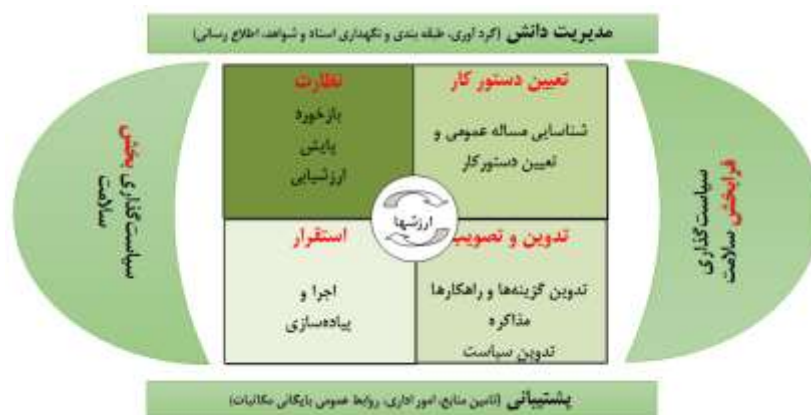 مدیریت دانش (گرد آوری، طبقه بندی و نگهداری اسناد و شواهد، اطلاع رسانی)
فرابخش سلامت
سیاست‌گذاری
تعیین دستور کار
شناسایی مساله عمومی و
تعیین دستورکار
نظارت
بازخورد
پایش
ارزشیابی
سیاست‌گذاری بخش
سلامت
ارزشها
تدوین و تصویب
تدوین گزینه‌ها و راهکارها
مذاکره
تدوین سیاست
استقرار
اجرا و
پیاده‌سازی
پشتیبانی (تامین منابع، امور اداری، روابط عمومی بایگانی مکاتبات)